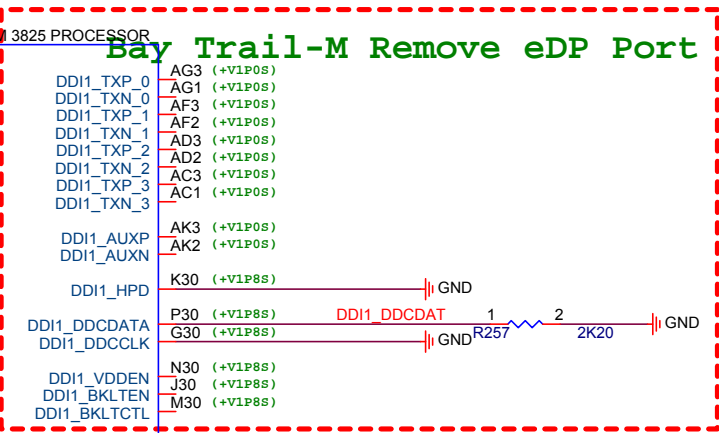 M 3825 PROCESSOR
Bay Trail-M Remove eDP Port
DDI1_TXP_0 AG3 (+V1P0S)
DDI1_TXN_0 AG1 (+V1P0S)
DDI1_TXP_1 AF3 (+V1P0S)
DDI1_TXN_1 AF2 (+V1P0S)
DDI1_TXP_2 AD3 (+V1P0S)
DDI1_TXN_2 AD2 (+V1P0S)
DDI1_TXP_3 AC3 (+V1P0S)
DDI1_TXN_3 AC1 (+V1P0S)
DDI1_AUXP AK3 (+V1P0S)
DDI1_AUXN AK2 (+V1P0S)
DDI1_HPD K30 (+V1P8S) GND
DDI1_DDCDATA P30 (+V1P8S) DDI1_DDCDAT 1 2 GND
DDI1_DDCCLK G30 (+V1P8S) GND R257 2K20
DDI1_VDDEN N30 (+V1P8S)
DDI1_BKLTEN J30 (+V1P8S)
DDI1_BKLTCTL M30 (+V1P8S)